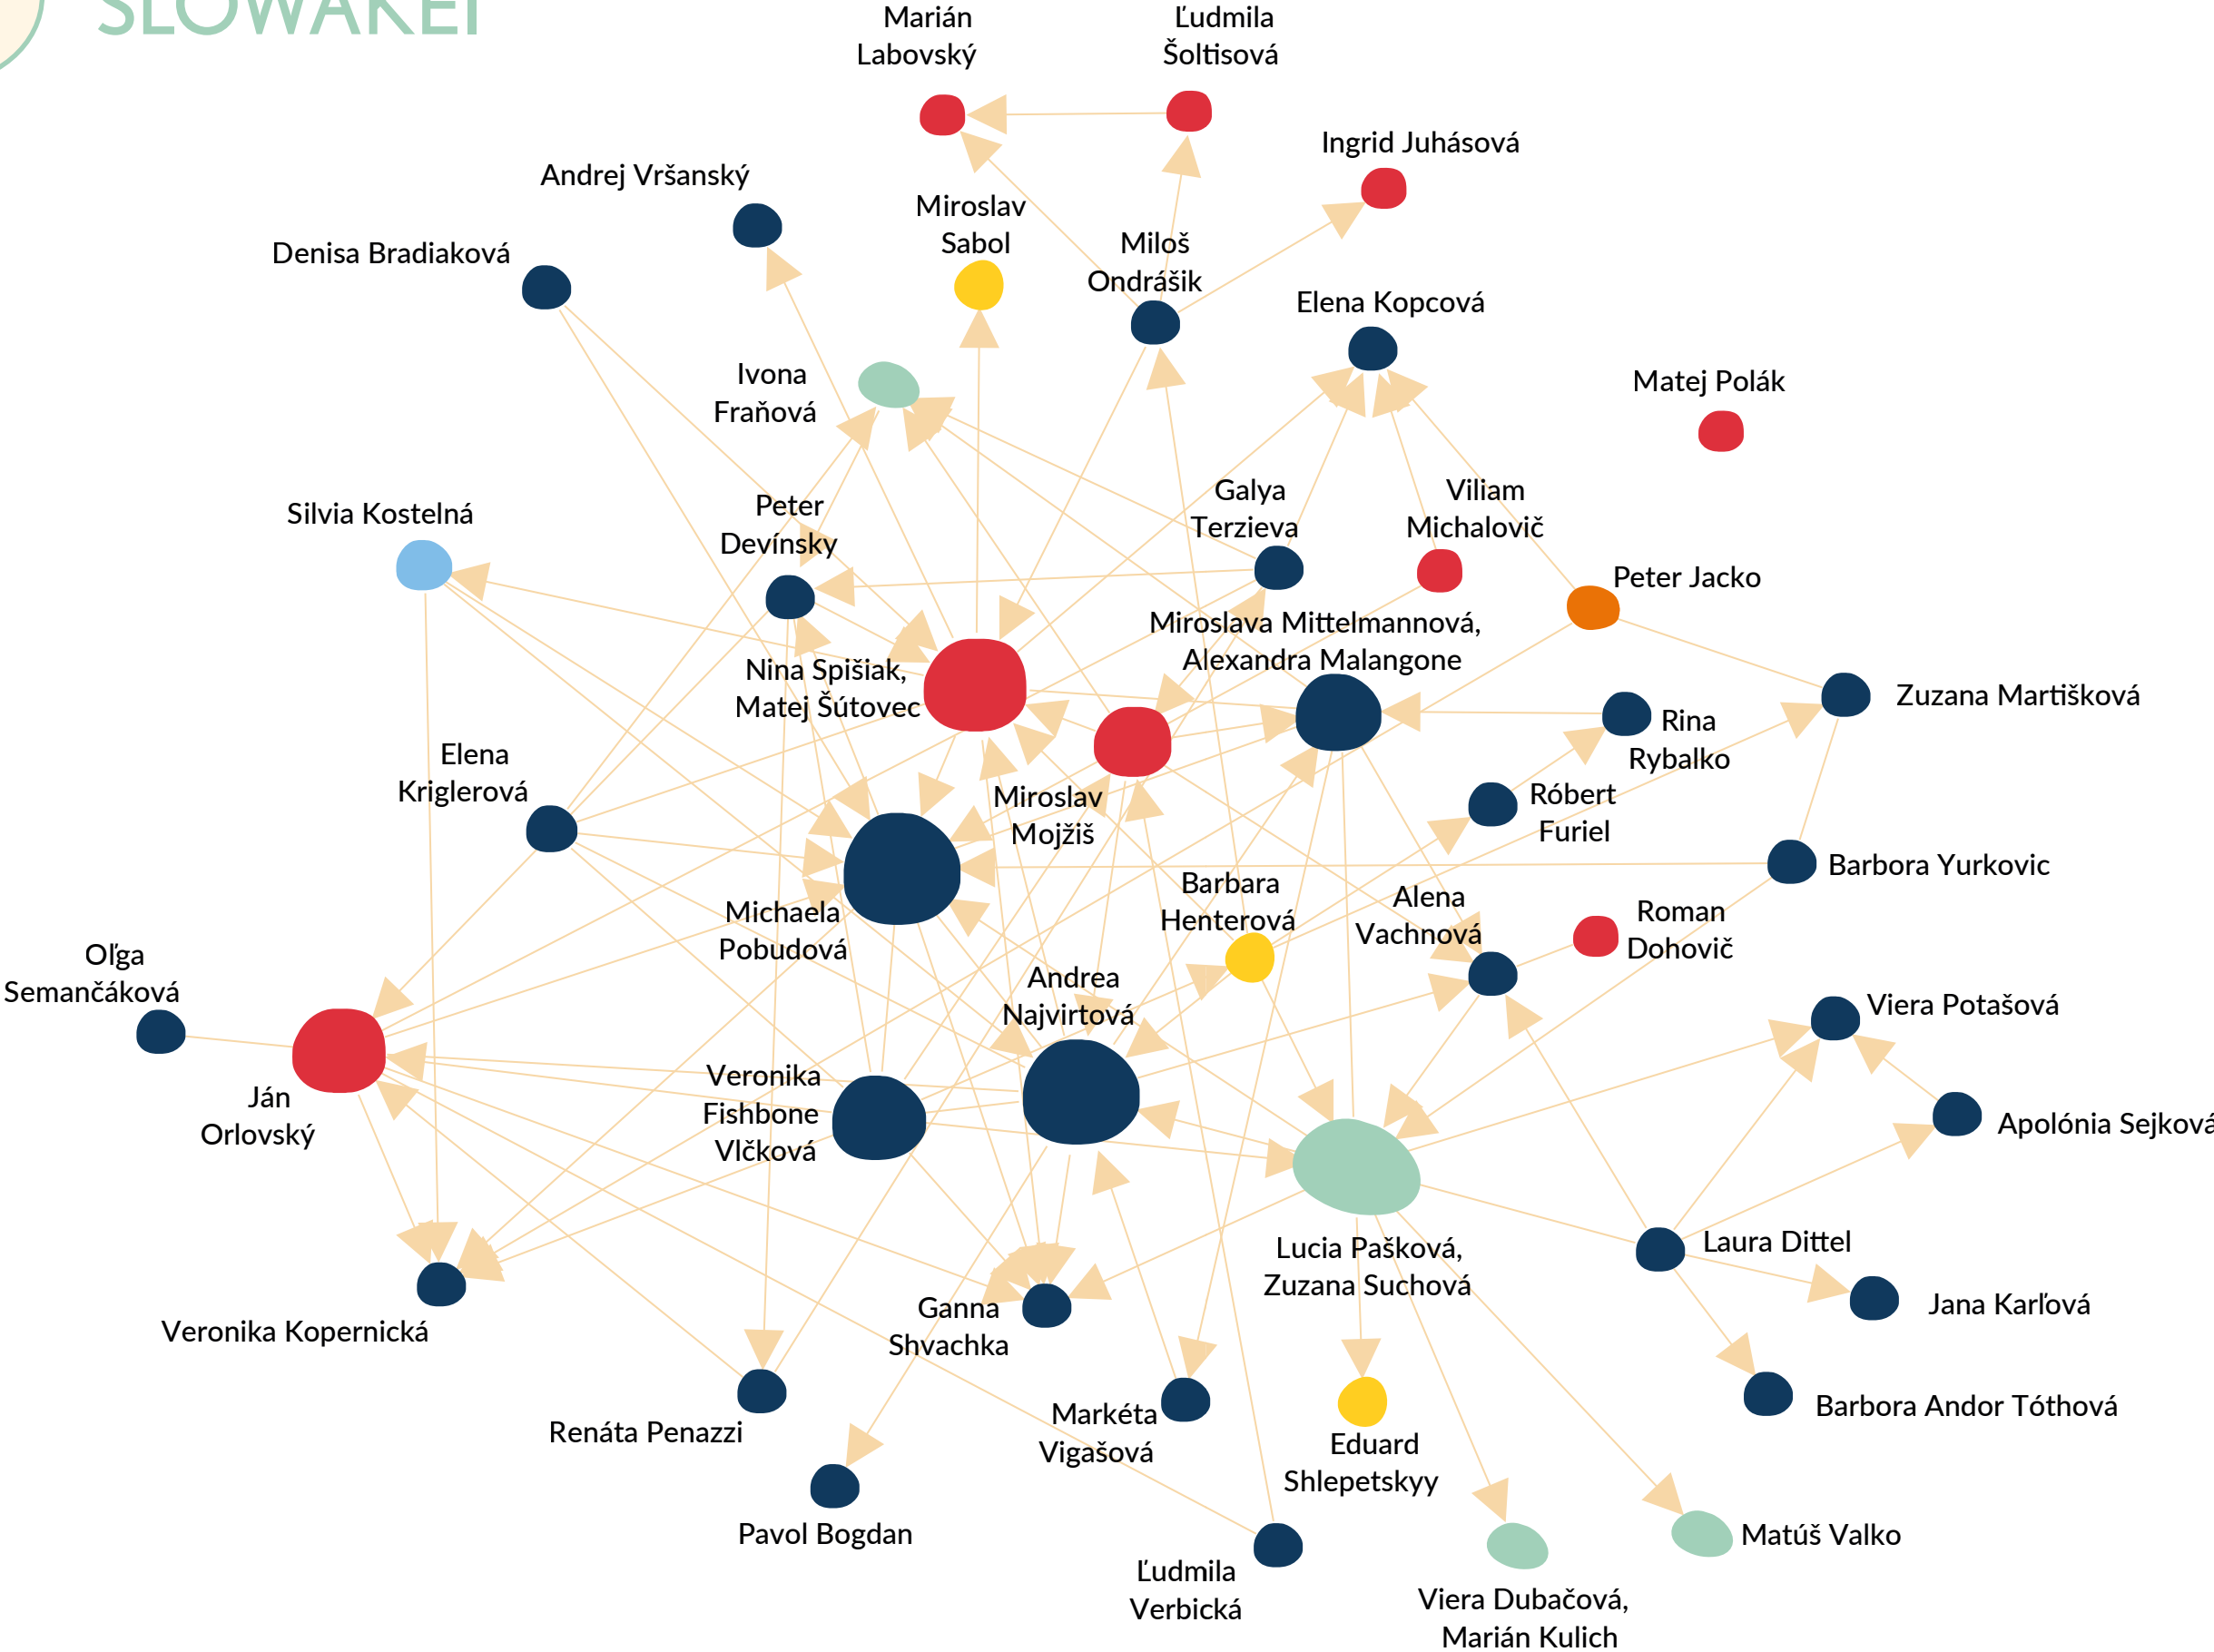 SLOWAKEI
Marián
Labovský
Ľudmila
Šoltisová
Ingrid Juhásová
Andrej Vršanský
Miroslav
Sabol
Denisa Bradiaková
Miloš
Ondrášik
Elena Kopcová
Ivona
Fraňová
Matej Polák
Silvia Kostelná
Peter
Devínsky
Galya
Terzieva
Viliam
Michalovič
Peter Jacko
Miroslava Mittelmannová,
Alexandra Malangone
Nina Spišiak,
Matej Šútovec
Zuzana Martišková
Rina
Rybalko
Elena
Kriglerová
Miroslav
Mojžiš
Róbert
Furiel
Barbora Yurkovic
Michaela
Pobudová
Barbara
Henterová
Alena
Vachnová
Roman
Dohovič
Oľga
Semančáková
Andrea
Najvirtová
Viera Potašová
Ján
Orlovský
Veronika
Fishbone
Vlčková
Apolónia Sejková
Lucia Pašková,
Zuzana Suchová
Laura Dittel
Veronika Kopernická
Ganna
Shvachka
Jana Karľová
Renáta Penazzi
Markéta
Vigašová
Eduard
Shlepetskyy
Barbora Andor Tóthová
Pavol Bogdan
Ľudmila
Verbická
Viera Dubačová,
Marián Kulich
Matúš Valko